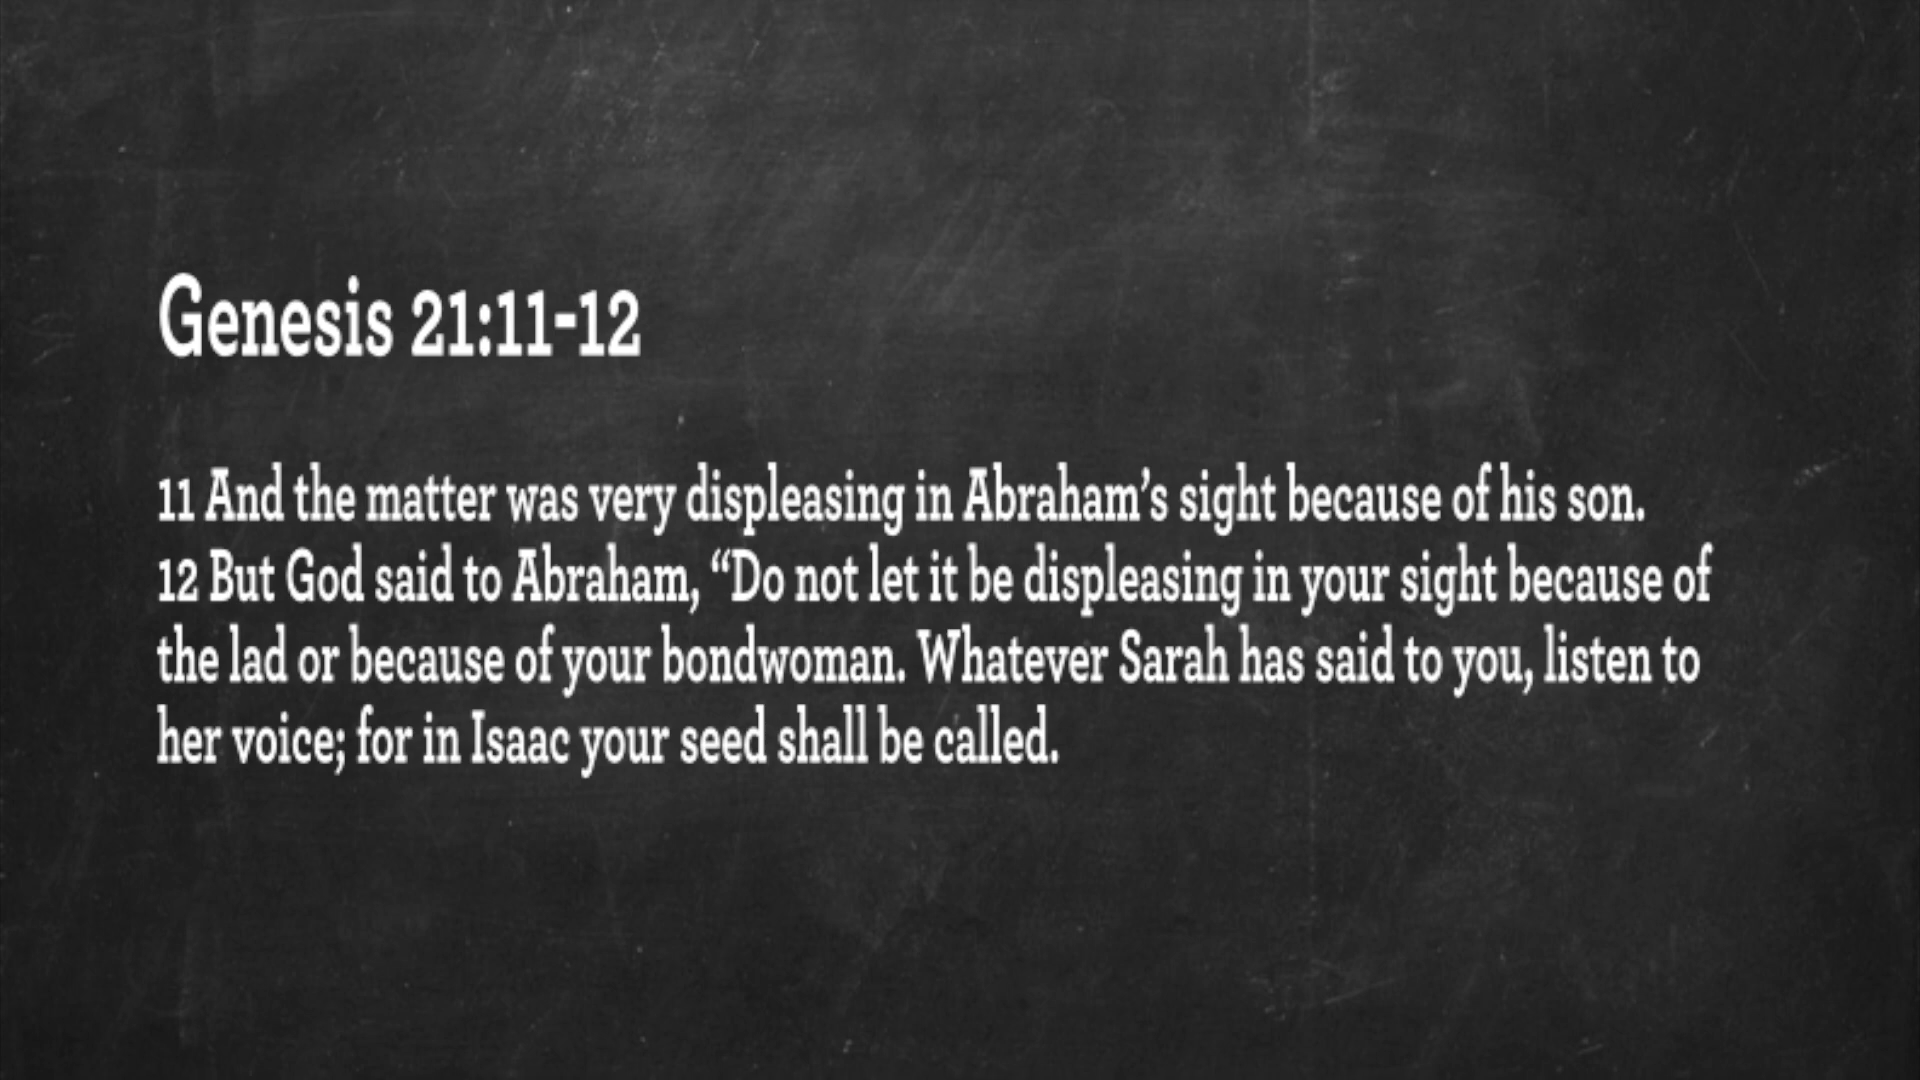 Genesis 21:11-12
11 And the matter was very displeasing in Abraham’s sight because of his son.
12 But God said to Abraham, “Do not let it be displeasing in your sight because of
the lad or because of your bondwoman. Whatever Sarah has said to you, listen to
her voice; for in Isaac your seed shall be called.